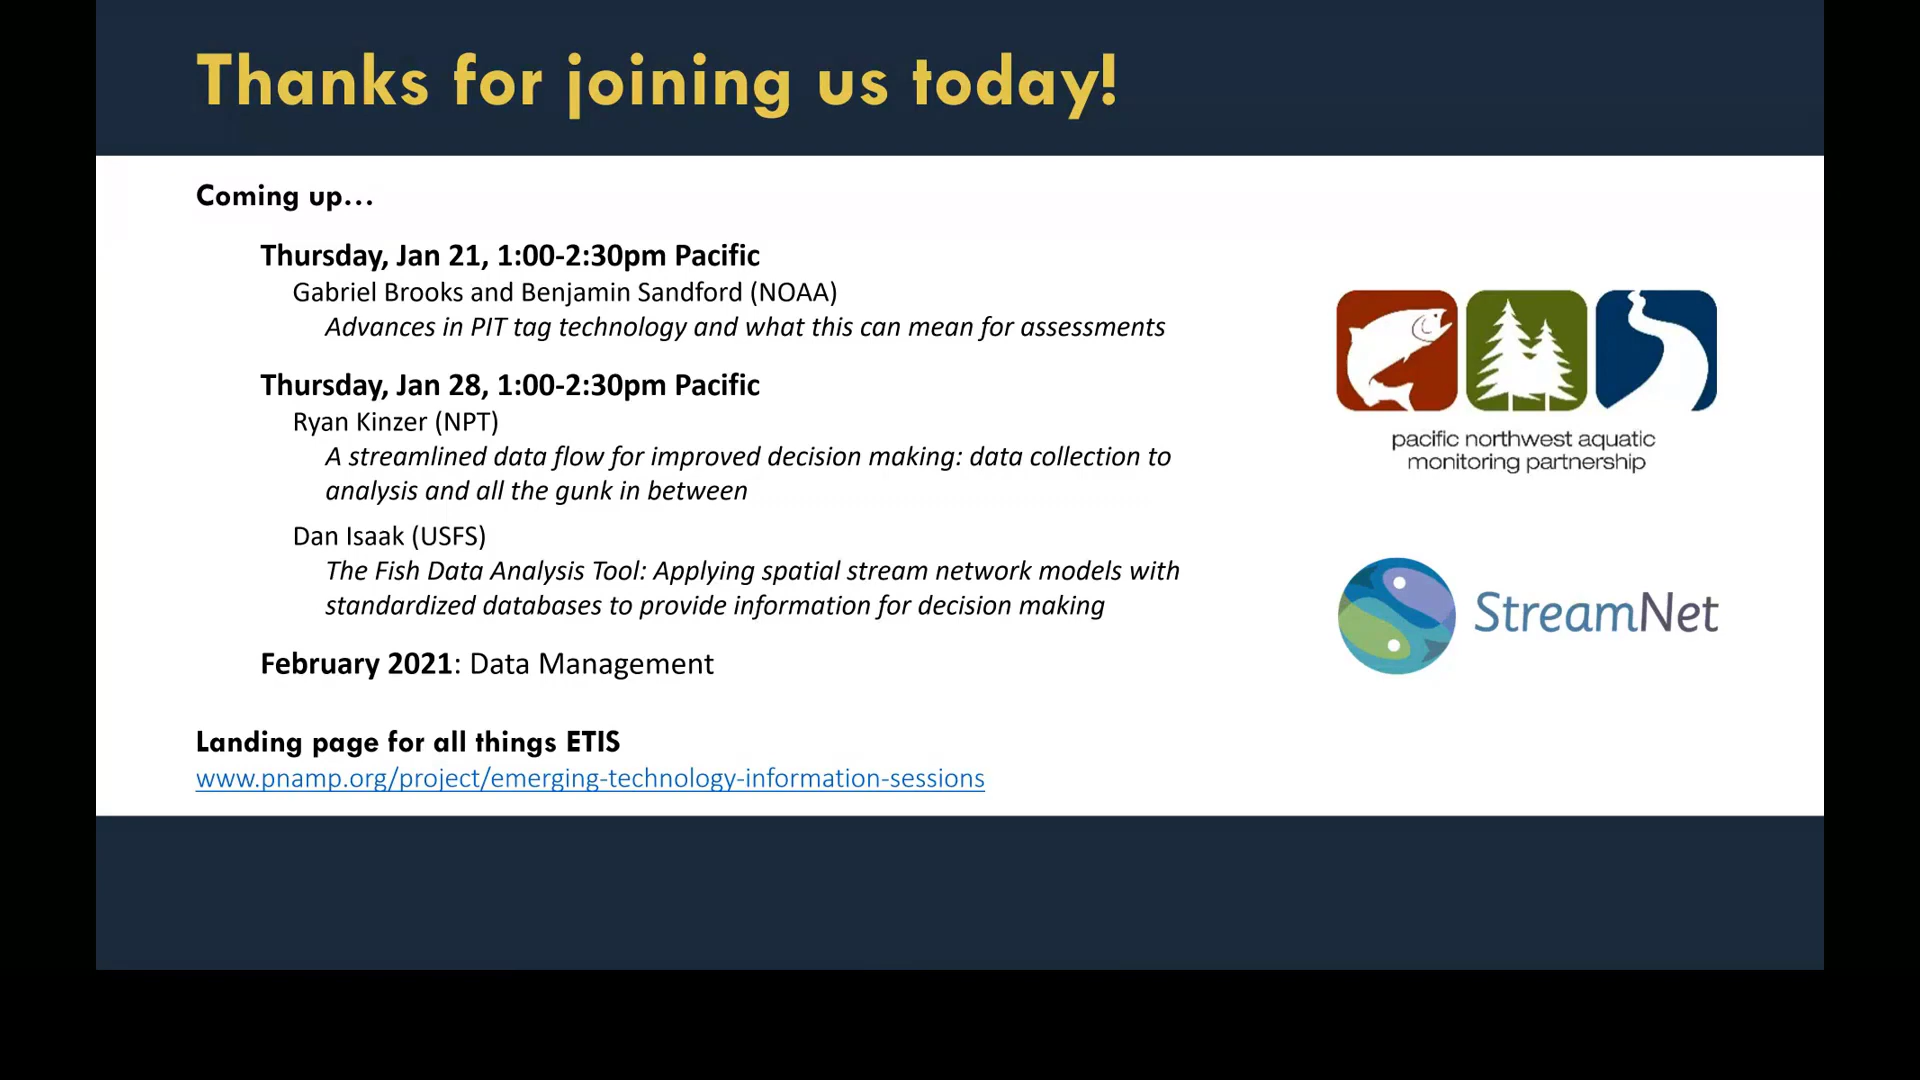 Thanks for joining us today!
Coming up...
Thursday, Jan 21, 1:00-2:30pm Pacific
Gabriel Brooks and Benjamin Sandford (NOAA)
Advances in PIT tag technology and what this can mean for assessments
Thursday, Jan 28, 1:00-2:30pm Pacific
Ryan Kinzer (NPT)
A streamlined data flow for improved decision making: data collection to
analysis and all the gunk in between
Dan Isaak (USFS)
The Fish Data Analysis Tool: Applying spatial stream network models with
standardized databases to provide information for decision making
February 2021: Data Management
Landing page for all things ETIS
www.pnamp.org/project/emerging-technology-information-sessions
pacific northwest aquatic
monitoring partnership
StreamNet